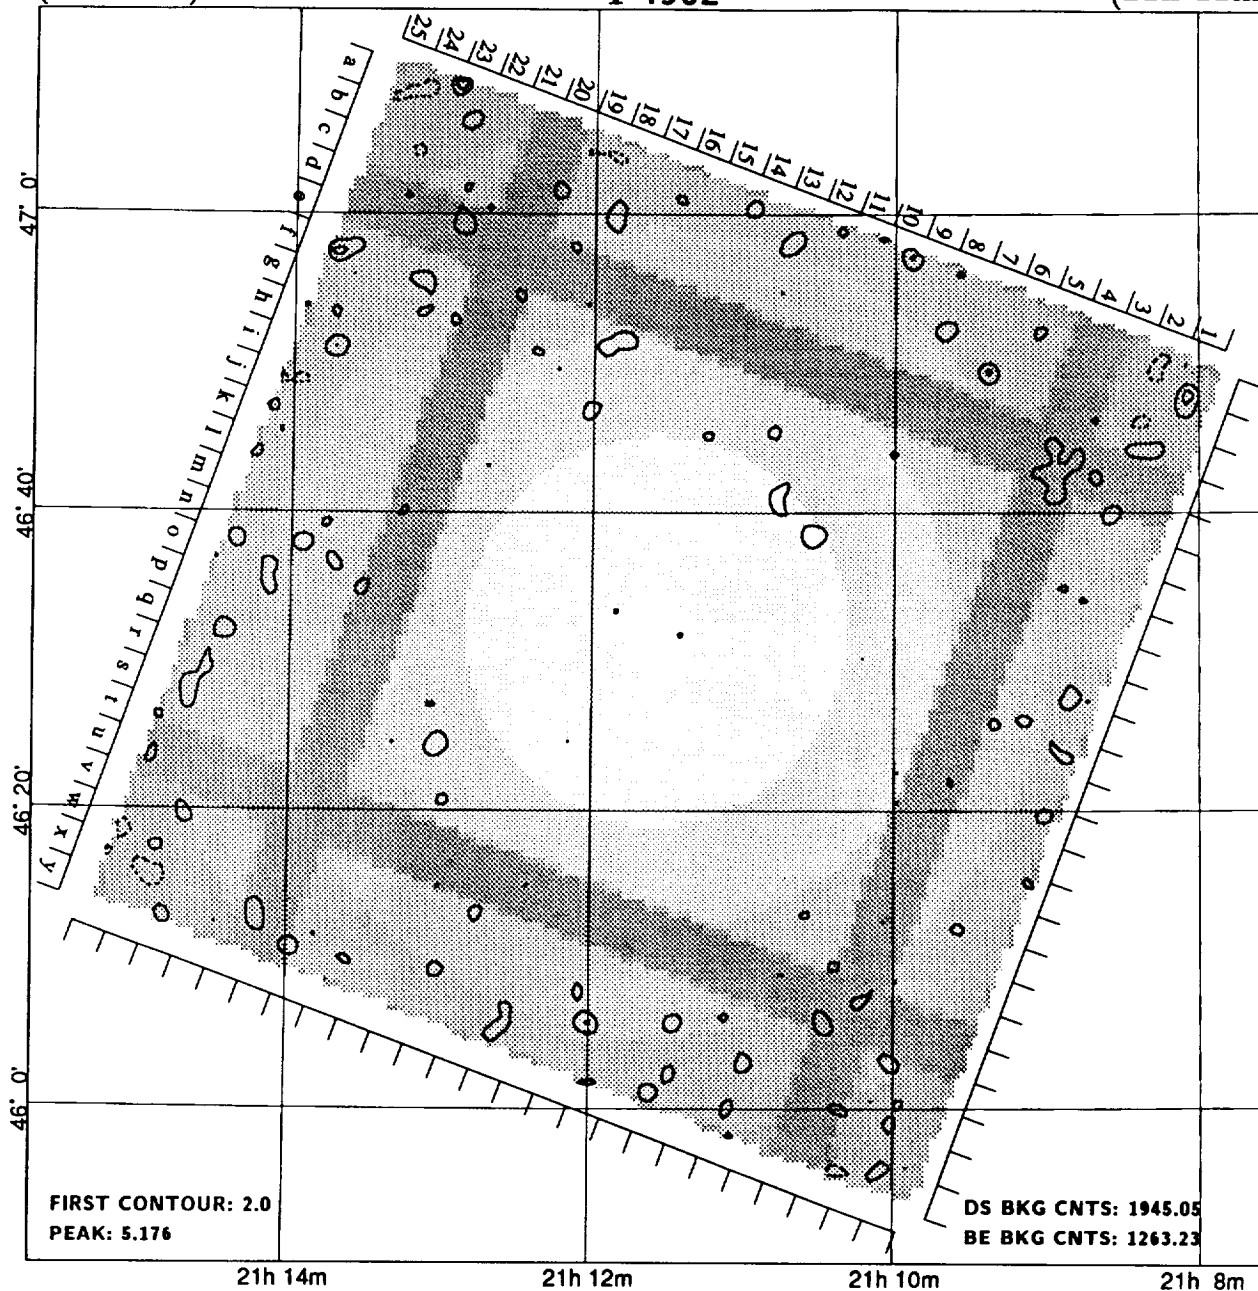 25 24 23 22 21 20 19 18 17 16 15 14 13 12 11 10 9 8 7 6 5 4 3 2 1
a b c d f g h i j k l m n o p q r s t u v w x y
47° 0'
46° 40'
46° 20'
46° 0'
FIRST CONTOUR: 2.0
PEAK: 5.176
DS BKG CNTS: 1945.05
BE BKG CNTS: 1263.23
21h 14m 21h 12m 21h 10m 21h 8m